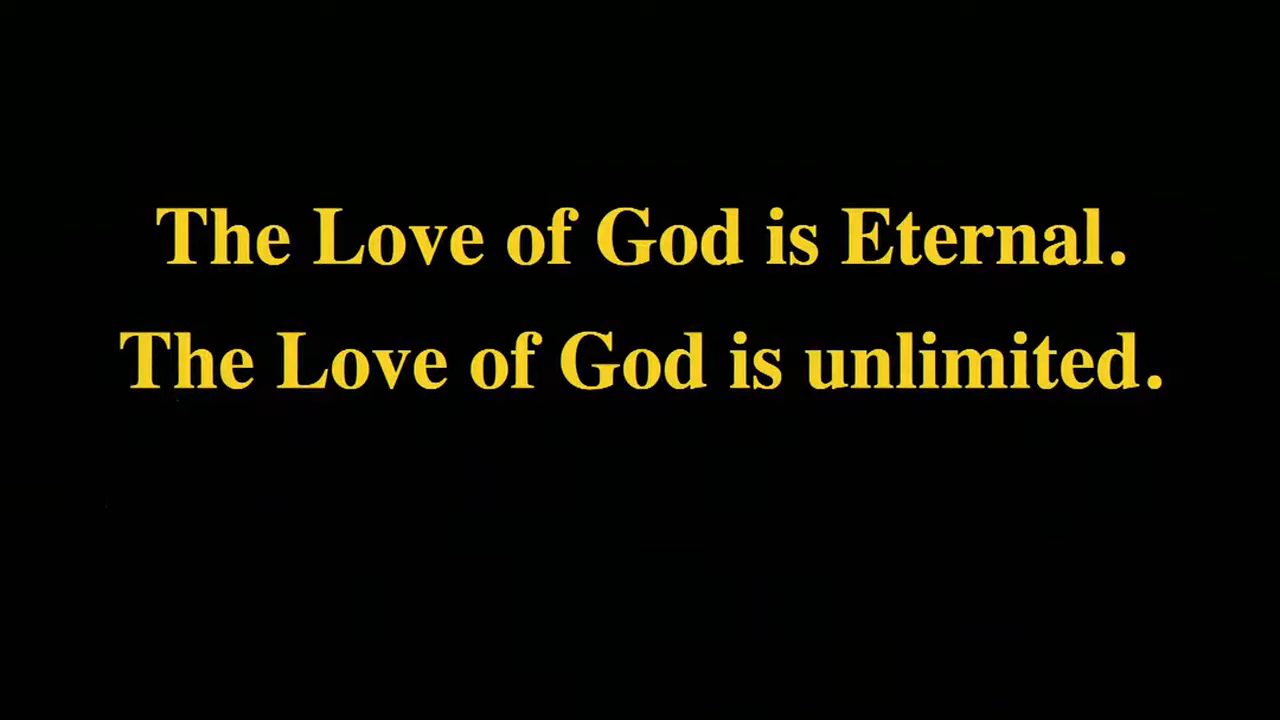 The Love of God is Eternal.
The Love of God is unlimited.